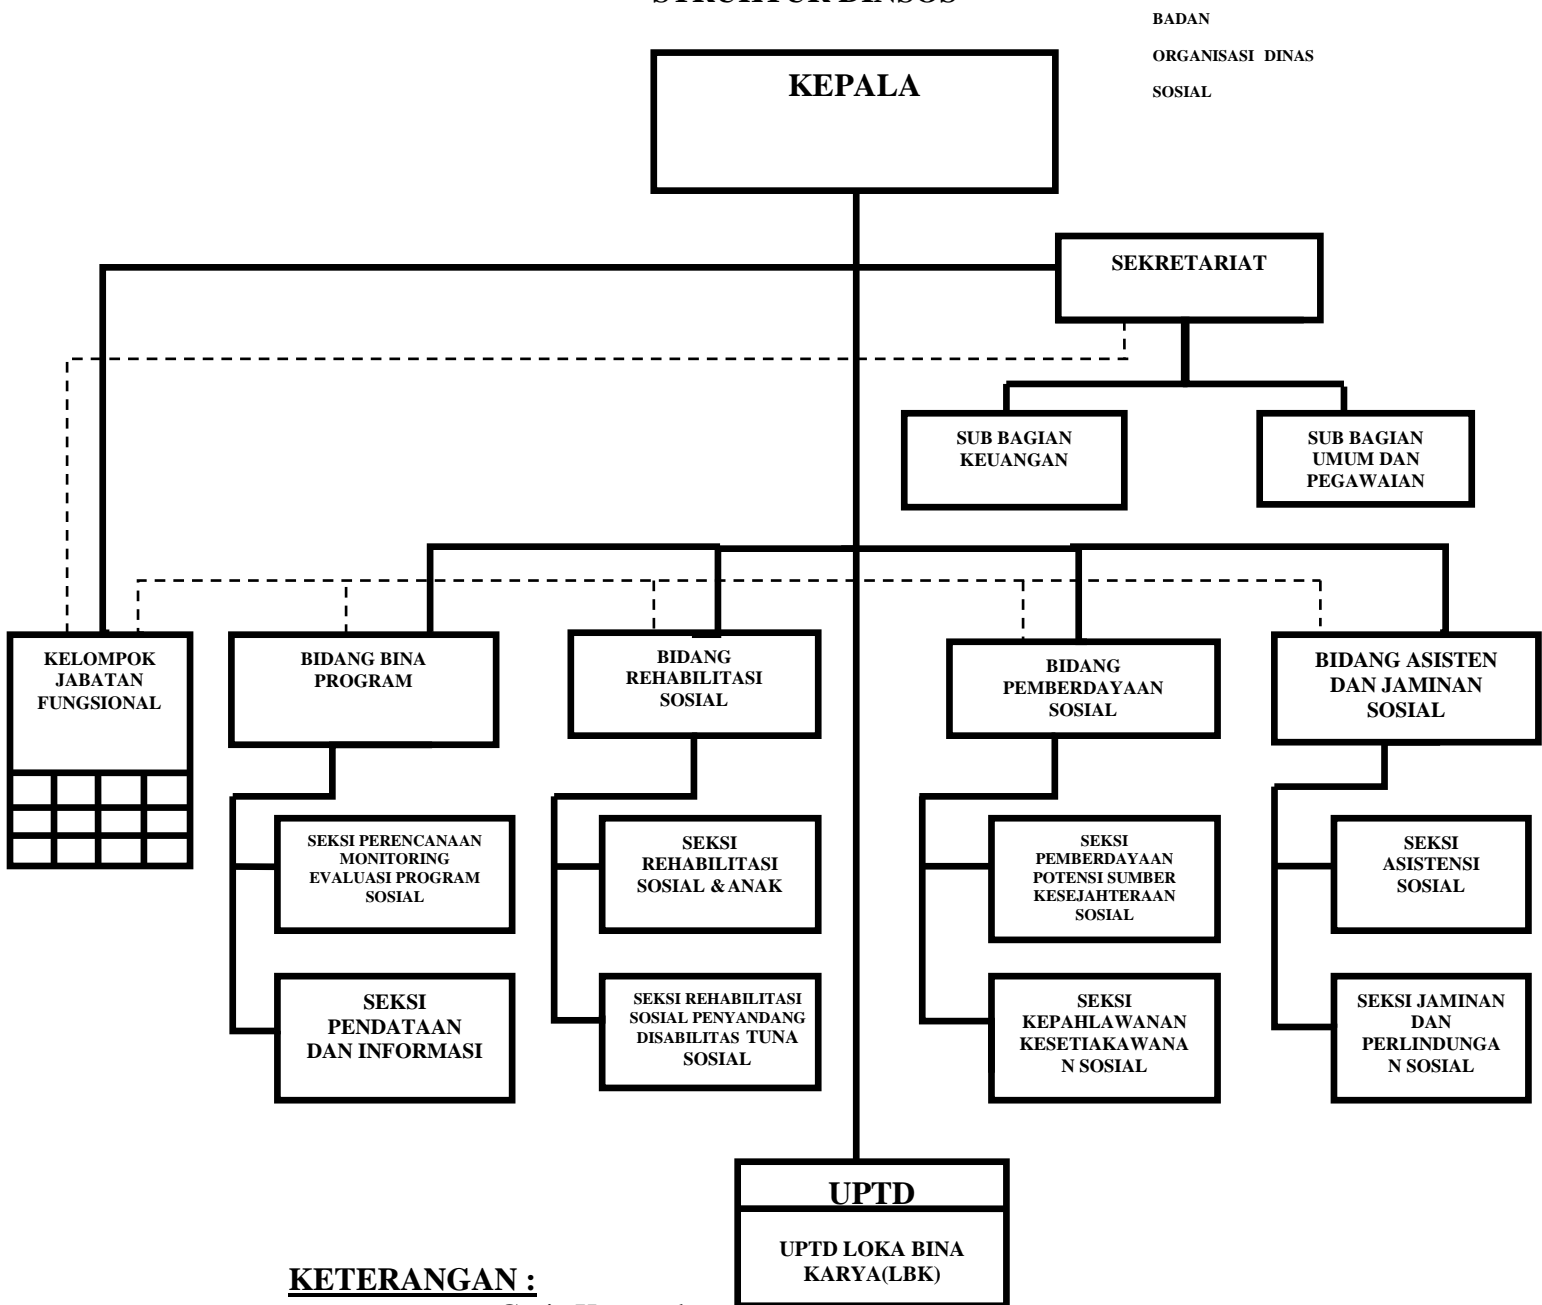 STRUKTUR DINSOS
BADAN
ORGANISASI DINAS
SOSIAL
KEPALA
SEKRETARIAT
SUB BAGIAN
KEUANGAN
SUB BAGIAN
UMUM DAN
PEGAWAIAN
KELOMPOK
JABATAN
FUNGSIONAL
BIDANG BINA
PROGRAM
BIDANG
REHABILITASI
SOSIAL
BIDANG
PEMBERDAYAAN
SOSIAL
BIDANG ASISTEN
DAN JAMINAN
SOSIAL
SEKSI PERENCANAAN
MONITORING
EVALUASI PROGRAM
SOSIAL
SEKSI
REHABILITASI
SOSIAL & ANAK
SEKSI
PEMBERDAYAAN
POTENSI SUMBER
KESEJAHTERAAN
SOSIAL
SEKSI
ASISTENSI
SOSIAL
SEKSI
PENDATAAN
DAN INFORMASI
SEKSI REHABILITASI
SOSIAL PENYANDANG
DISABILITAS TUNA
SOSIAL
SEKSI
KEPAHLAWANAN
KESETIAKAWANA
N SOSIAL
SEKSI JAMINAN
DAN
PERLINDUNGA
N SOSIAL
UPTD
UPTD LOKA BINA
KARYA(LBK)
KETERANGAN :